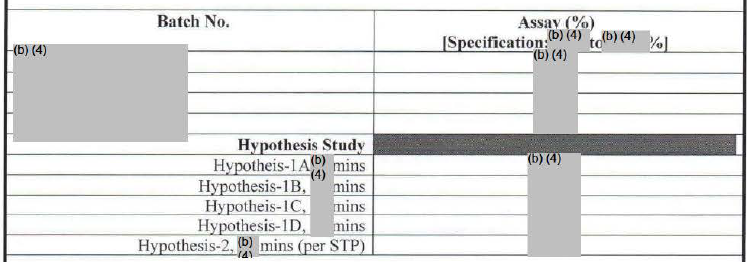 Batch No. Assay (%)
[Specification: (b) (4) to (b) (4) %]
(b) (4) (b) (4)
Hypothesis Study
Hypotheis-1A (b) (4) mins (b) (4)
Hypothesis-1B, mins
Hypotheis-1C, mins
Hypothesis-1D, mins
Hypothesis-2, (b) (4) mins (per STP)